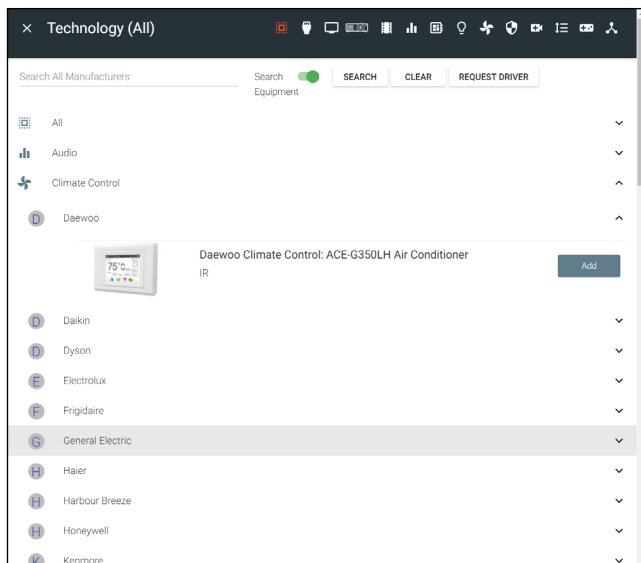 Technology (All)
Search All Manufacturers
Search
Equipment
SEARCH
CLEAR
REQUEST DRIVER
All
Audio
Climate Control
D Daewoo
75°
Daewoo Climate Control: ACE-G350LH Air Conditioner
IR
Add
D Daikin
D Dyson
E Electrolux
F Frigidaire
G General Electric
H Haier
H Harbour Breeze
H Honeywell
K Kenmore